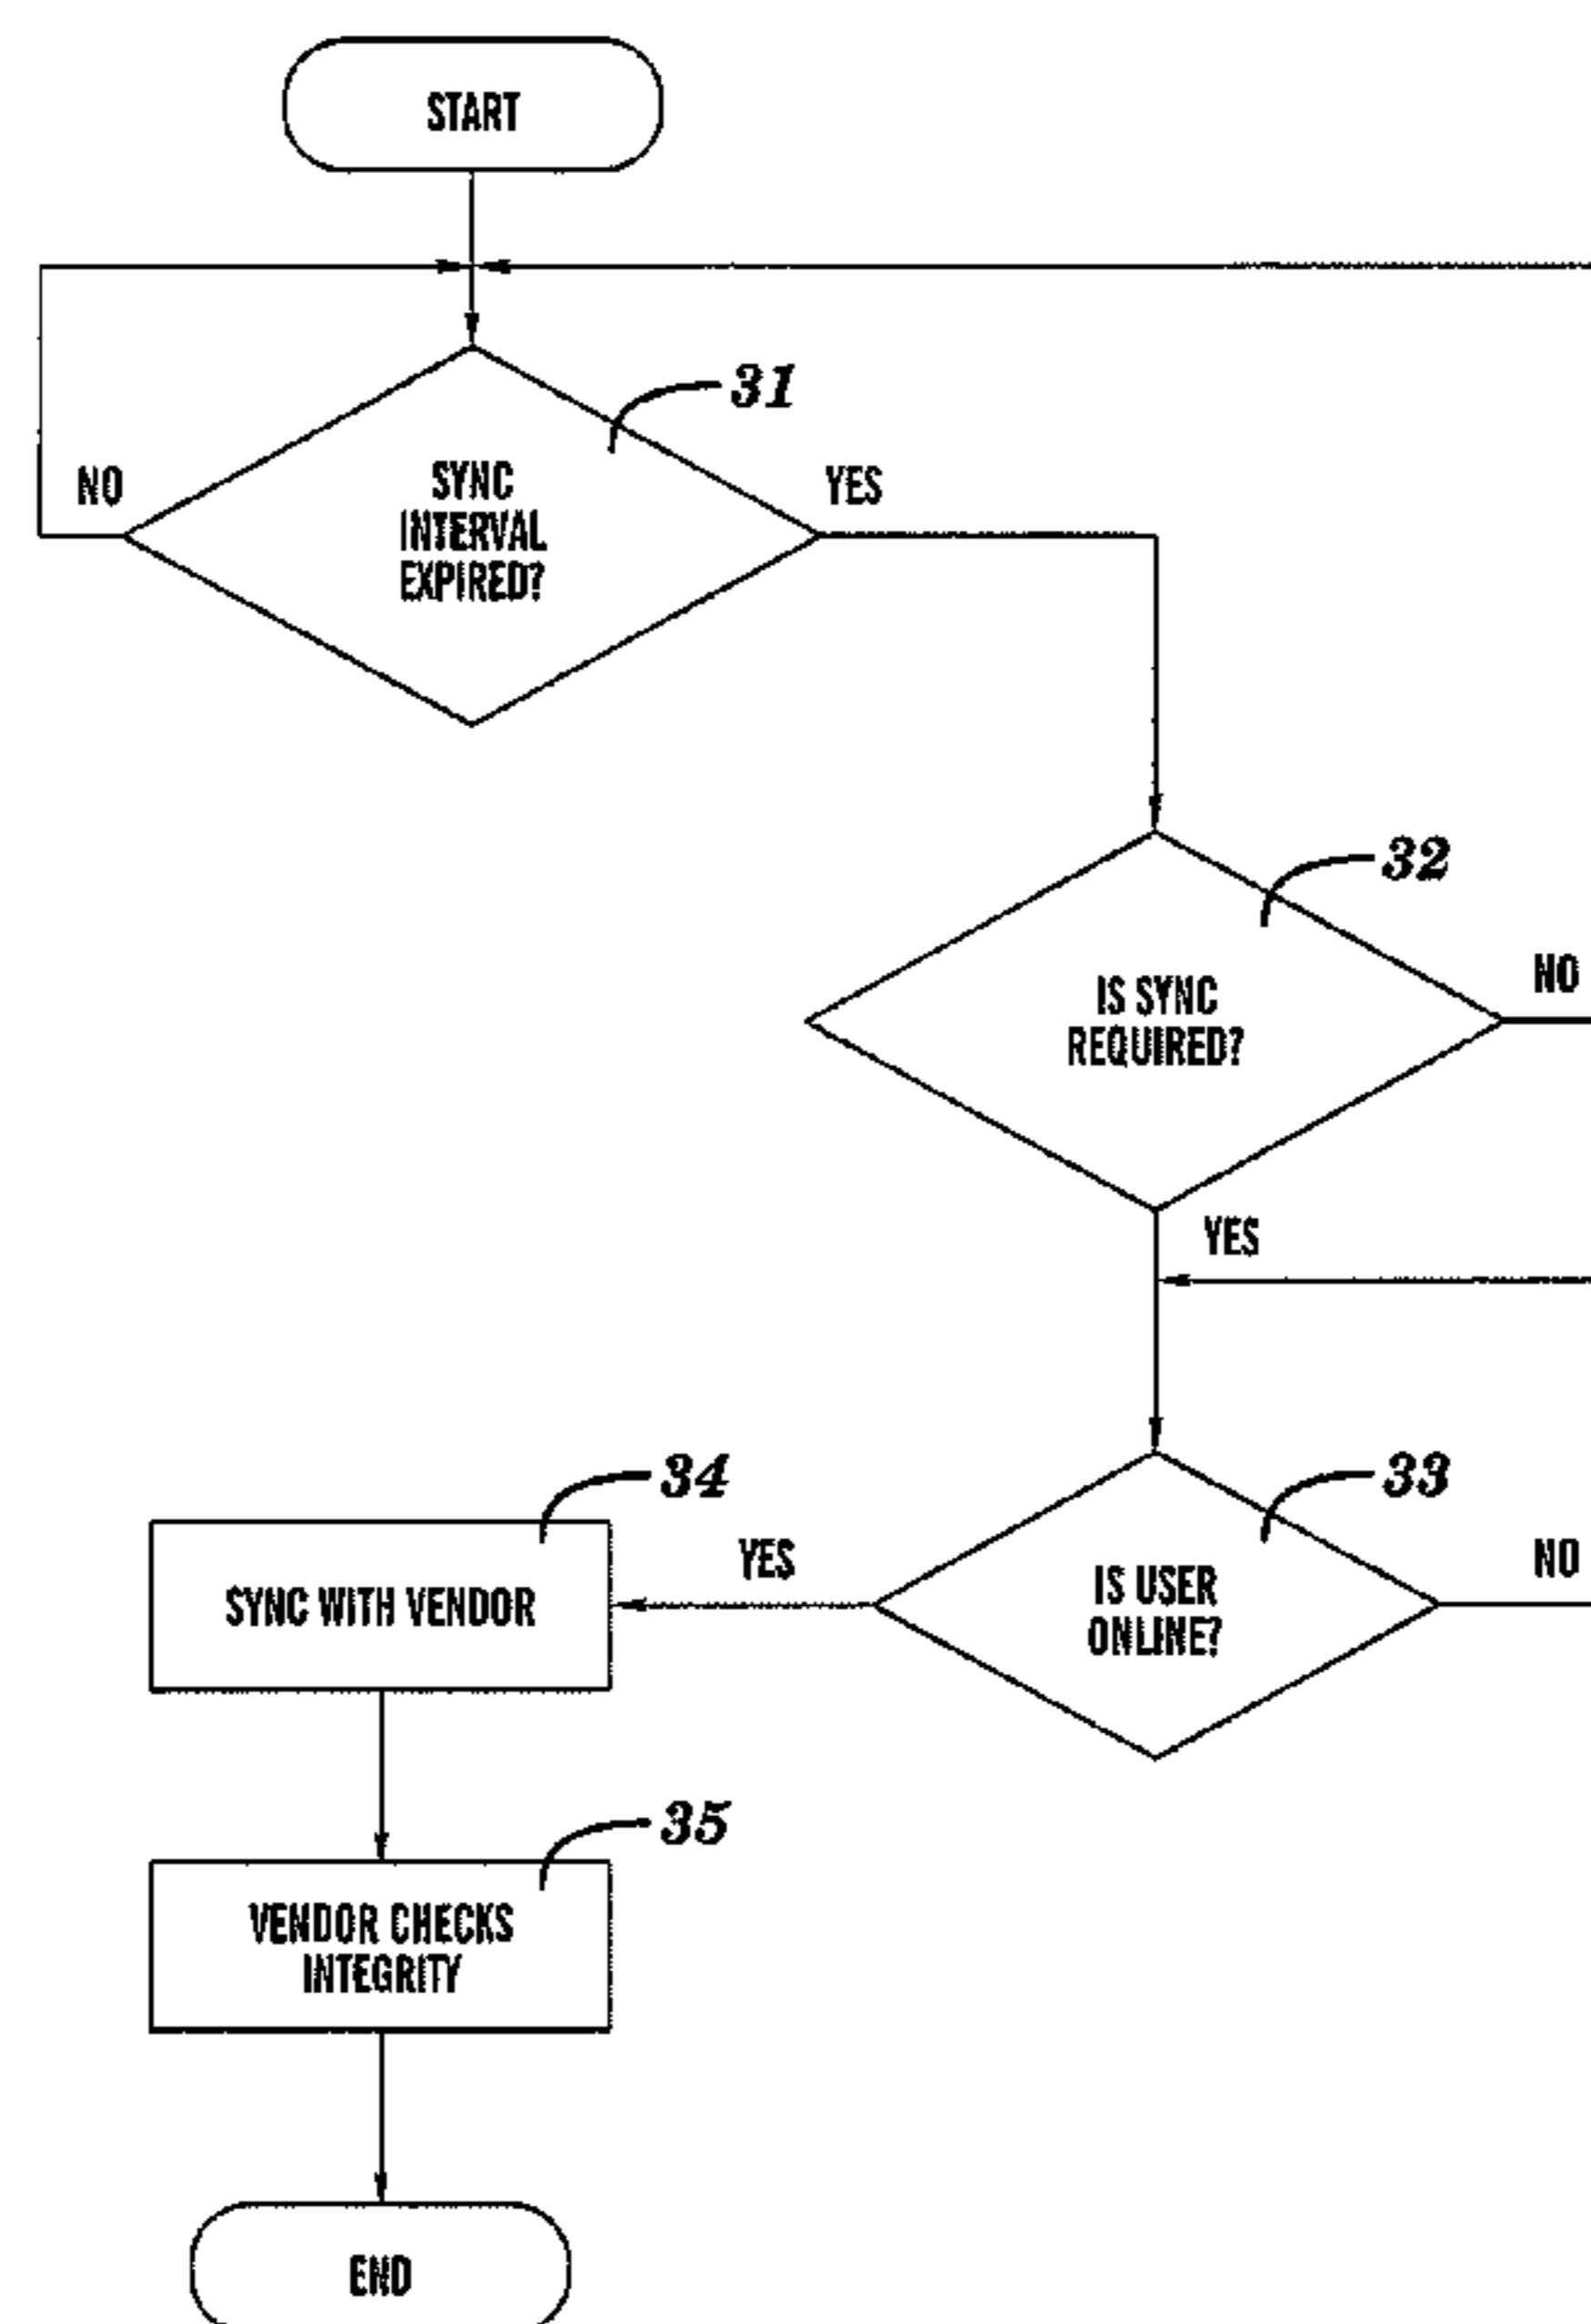 START
31
NO
SYNC
INTERVAL
EXPIRED?
YES
32
IS SYNC
REQUIRED?
NO
YES
34
33
SYNC WITH VENDOR
YES
IS USER
ONLINE?
NO
35
VENDOR CHECKS
INTEGRITY
END